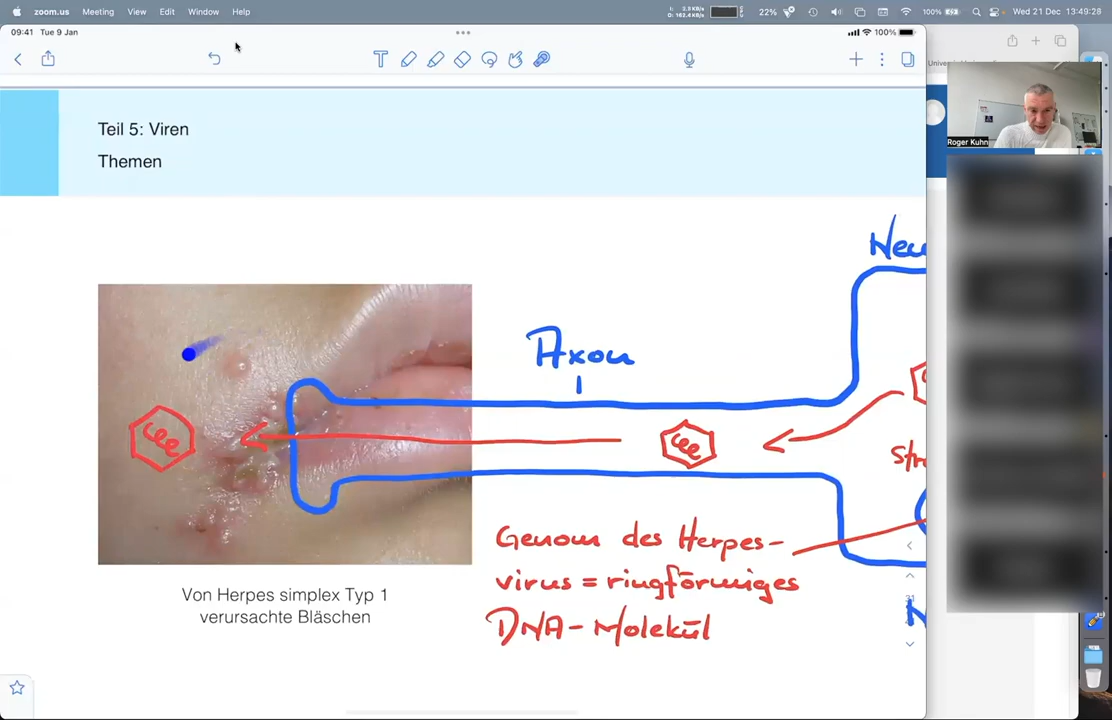 zoom.us Meeting View Edit Window Help
22% 100% Wed 21 Dec 13:49:28
09:41 Tue 9 Jan
100%
Teil 5: Viren
Themen
Roger Kuhn
Axon
Genom des Herpes-
virus = ringförmiges
DNA-Molekül
Von Herpes simplex Typ 1
verursachte Bläschen